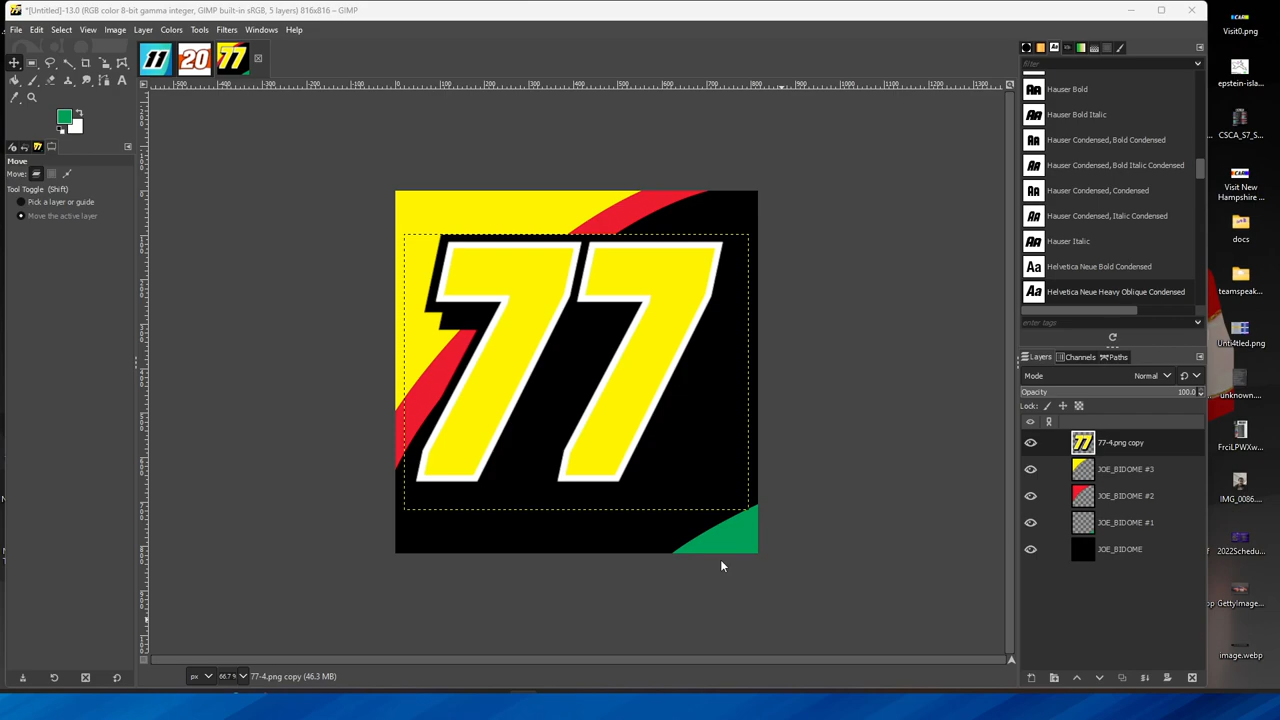 *[Untitled]-13.0 (RGB color 8-bit gamma integer, GIMP built-in sRGB, 5 layers) 816x816 – GIMP
File Edit Select View Image Layer Colors Tools Filters Windows Help
11 20 77
filter
Hauser Bold
Hauser Bold Italic
Hauser Condensed, Bold Condensed
Hauser Condensed, Bold Italic Condensed
Hauser Condensed, Condensed
Hauser Condensed, Italic Condensed
Hauser Italic
Helvetica Neue Bold Condensed
Helvetica Neue Heavy Oblique Condensed
enter tags
Move
Move:
Tool Toggle (Shift)
Pick a layer or guide
Move the active layer
77
Layers Channels Paths
Mode Normal
Opacity 100.0
Lock:
77-4.png copy
JOE_BIDOME #3
JOE_BIDOME #2
JOE_BIDOME #1
JOE_BIDOME
px 66.7 % 77-4.png copy (46.3 MB)
Visit0.png
epstein-isla...
CSCA_S7_S...
Visit New
Hampshire ...
docs
teamspeak...
Unti4tled.png
unknown....
FrciLPWXw...
IMG_0086....
2022Schedu...
GettyImage...
image.webp